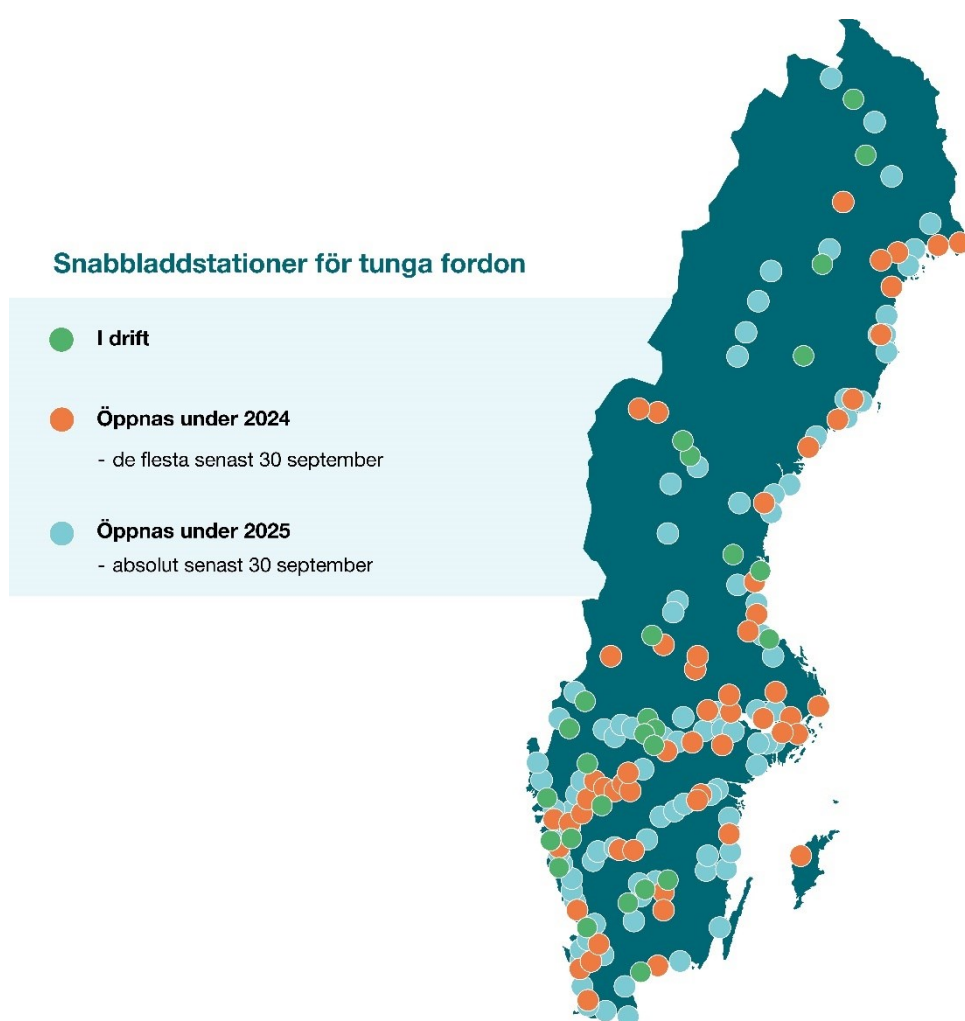 Snabbladdstationer för tunga fordon
I drift
Öppnas under 2024
- de flesta senast 30 september
Öppnas under 2025
- absolut senast 30 september